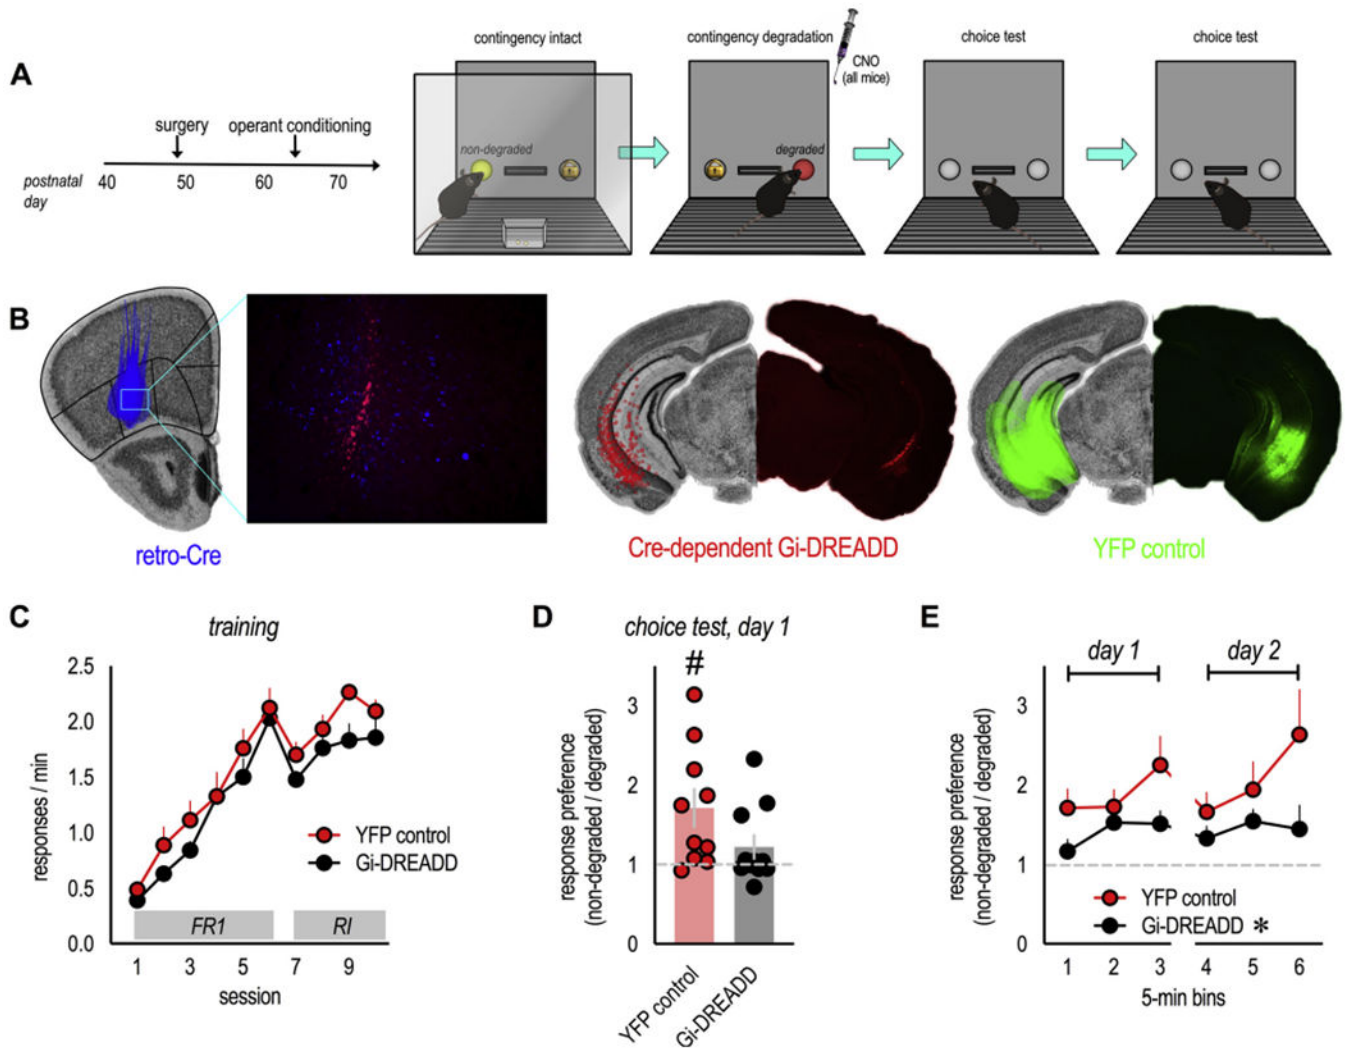 A
postnatal
day
surgery
operant conditioning
40
50
60
70
contingency intact
non-degraded
contingency degradation
CNO
(all mice)
degraded
choice test
choice test
B
retro-Cre
Cre-dependent Gi-DREADD
YFP control
C
training
responses / min
2.5
2.0
1.5
1.0
0.5
0.0
YFP control
Gi-DREADD
FR1
RI
1
3
5
7
9
session
D
choice test, day 1
#
response preference
(non-degraded / degraded)
3
2
1
0
YFP control
Gi-DREADD
E
day 1
day 2
response preference
(non-degraded / degraded)
3
2
1
0
YFP control
Gi-DREADD *
1
2
3
4
5
6
5-min bins